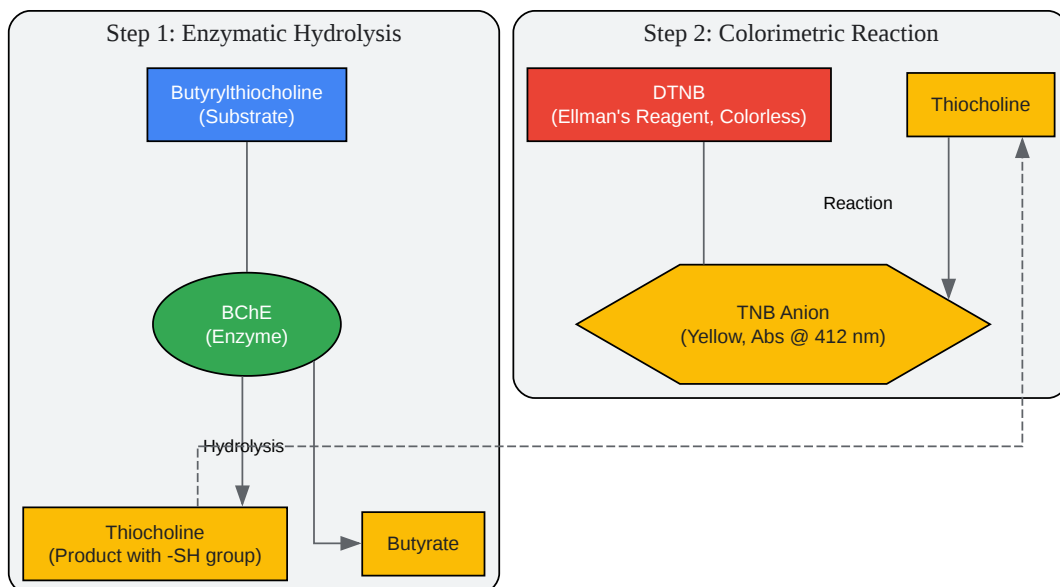 Step 1: Enzymatic Hydrolysis
Butyrylthiocholine
(Substrate)
BChE
(Enzyme)
Hydrolysis
Thiocholine
(Product with -SH group)
Butyrate
Step 2: Colorimetric Reaction
DTNB
(Ellman's Reagent, Colorless)
Thiocholine
Reaction
TNB Anion
(Yellow, Abs @ 412 nm)